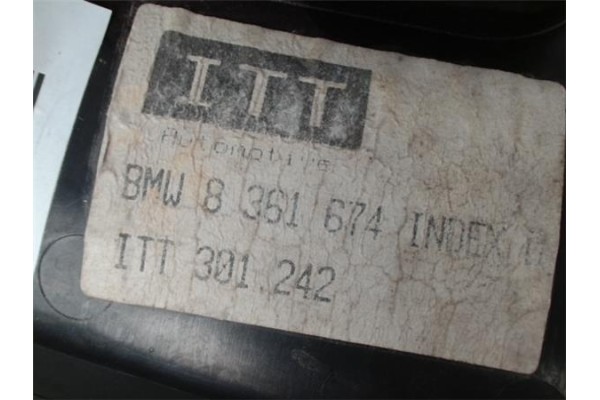 ITT
Automotive
BMW 8 361 674 INDEX
ITT 301.242